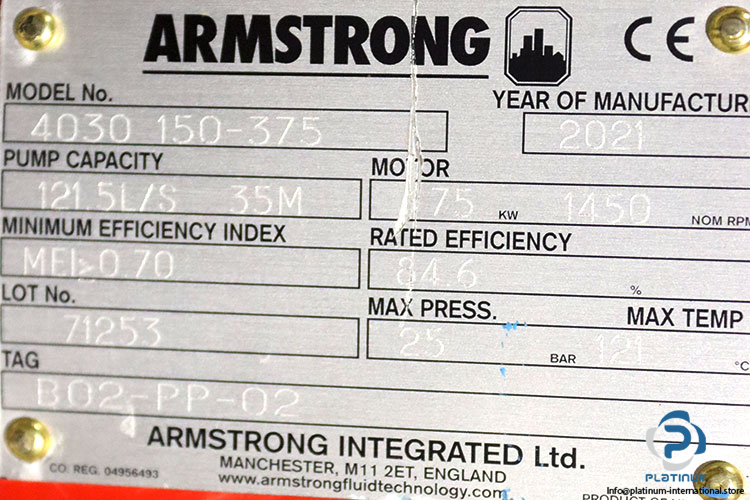 ARMSTRONG CE
MODEL No. YEAR OF MANUFACTUR
4030 150-375 2021
PUMP CAPACITY MOTOR
121.5L/S 35M 75 KW 1450 NOM RPM
MINIMUM EFFICIENCY INDEX RATED EFFICIENCY
MEI≥0.70 84.6 %
LOT No. MAX PRESS. MAX TEMP
71253 25 BAR 121 °C
TAG
B02-PP-02
ARMSTRONG INTEGRATED Ltd.
CO. REG. 04956493 MANCHESTER, M11 2ET, ENGLAND
www.armstrongfluidtechnology.com
PLATINUM
PRODUCT OF
Info@platinum-international.store